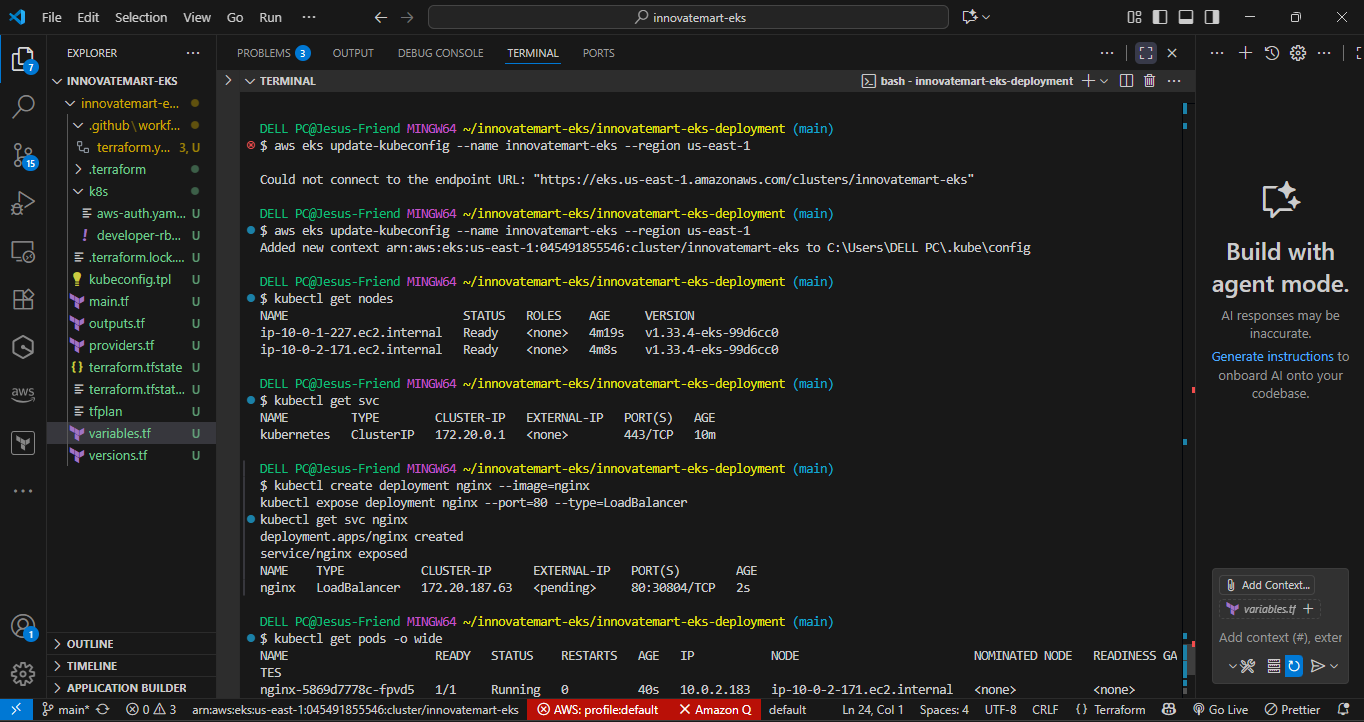 File Edit Selection View Go Run ··· innovatemart-eks
EXPLORER ···
INNOVATEMART-EKS
innovatemart-e...
.github\workf...
terraform.y... 3, U
.terraform
k8s
aws-auth.yam... U
developer-rb... U
.terraform.lock.... U
kubeconfig.tpl U
main.tf U
outputs.tf U
providers.tf U
terraform.tfstate U
terraform.tfstat... U
tfplan U
variables.tf U
versions.tf U
OUTLINE
TIMELINE
APPLICATION BUILDER
7
15
aws
1
PROBLEMS 3 OUTPUT DEBUG CONSOLE TERMINAL PORTS
TERMINAL bash - innovatemart-eks-deployment
DELL PC@Jesus-Friend MINGW64 ~/innovatemart-eks/innovatemart-eks-deployment (main)
$ aws eks update-kubeconfig --name innovatemart-eks --region us-east-1
Could not connect to the endpoint URL: "https://eks.us-east-1.amazonaws.com/clusters/innovatemart-eks"
DELL PC@Jesus-Friend MINGW64 ~/innovatemart-eks/innovatemart-eks-deployment (main)
$ aws eks update-kubeconfig --name innovatemart-eks --region us-east-1
Added new context arn:aws:eks:us-east-1:045491855546:cluster/innovatemart-eks to C:\Users\DELL PC\.kube\config
DELL PC@Jesus-Friend MINGW64 ~/innovatemart-eks/innovatemart-eks-deployment (main)
$ kubectl get nodes
NAME STATUS ROLES AGE VERSION
ip-10-0-1-227.ec2.internal Ready <none> 4m19s v1.33.4-eks-99d6cc0
ip-10-0-2-171.ec2.internal Ready <none> 4m8s v1.33.4-eks-99d6cc0
DELL PC@Jesus-Friend MINGW64 ~/innovatemart-eks/innovatemart-eks-deployment (main)
$ kubectl get svc
NAME TYPE CLUSTER-IP EXTERNAL-IP PORT(S) AGE
kubernetes ClusterIP 172.20.0.1 <none> 443/TCP 10m
DELL PC@Jesus-Friend MINGW64 ~/innovatemart-eks/innovatemart-eks-deployment (main)
$ kubectl create deployment nginx --image=nginx
kubectl expose deployment nginx --port=80 --type=LoadBalancer
kubectl get svc nginx
deployment.apps/nginx created
service/nginx exposed
NAME TYPE CLUSTER-IP EXTERNAL-IP PORT(S) AGE
nginx LoadBalancer 172.20.187.63 <pending> 80:30804/TCP 2s
DELL PC@Jesus-Friend MINGW64 ~/innovatemart-eks/innovatemart-eks-deployment (main)
$ kubectl get pods -o wide
NAME READY STATUS RESTARTS AGE IP NODE NOMINATED NODE READINESS GA
TES
nginx-5869d7778c-fpvd5 1/1 Running 0 40s 10.0.2.183 ip-10-0-2-171.ec2.internal <none> <none>
Build with
agent mode.
AI responses may be
inaccurate.
Generate instructions to
onboard AI onto your
codebase.
Add Context...
variables.tf
Add context (#), exter
main* 0 3 arn:aws:eks:us-east-1:045491855546:cluster/innovatemart-eks AWS: profile:default Amazon Q default Ln 24, Col 1 Spaces: 4 UTF-8 CRLF Terraform Go Live Prettier